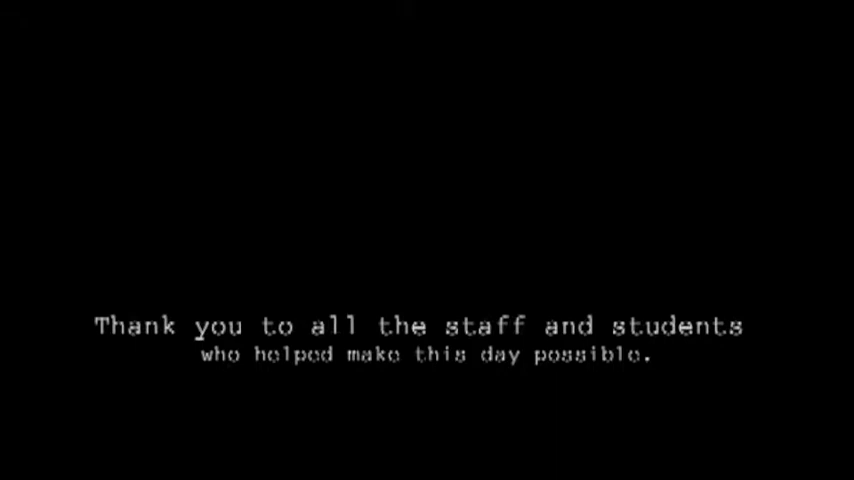 Thank you to all the staff and students
who helped make this day possible.